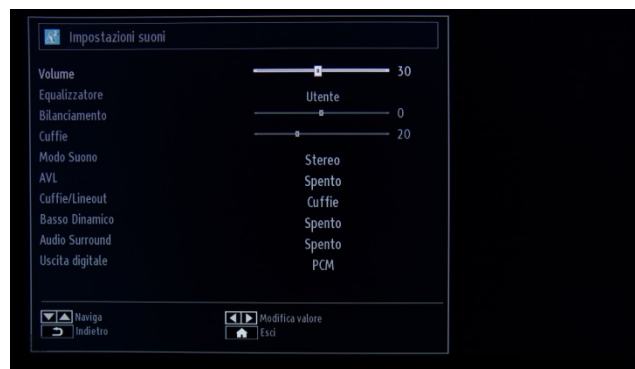 Impostazioni suoni
Volume 30
Equalizzatore Utente
Bilanciamento 0
Cuffie 20
Modo Suono Stereo
AVL Spento
Cuffie/Lineout Cuffie
Basso Dinamico Spento
Audio Surround Spento
Uscita digitale PCM
Naviga Modifica valore
Indietro Esci